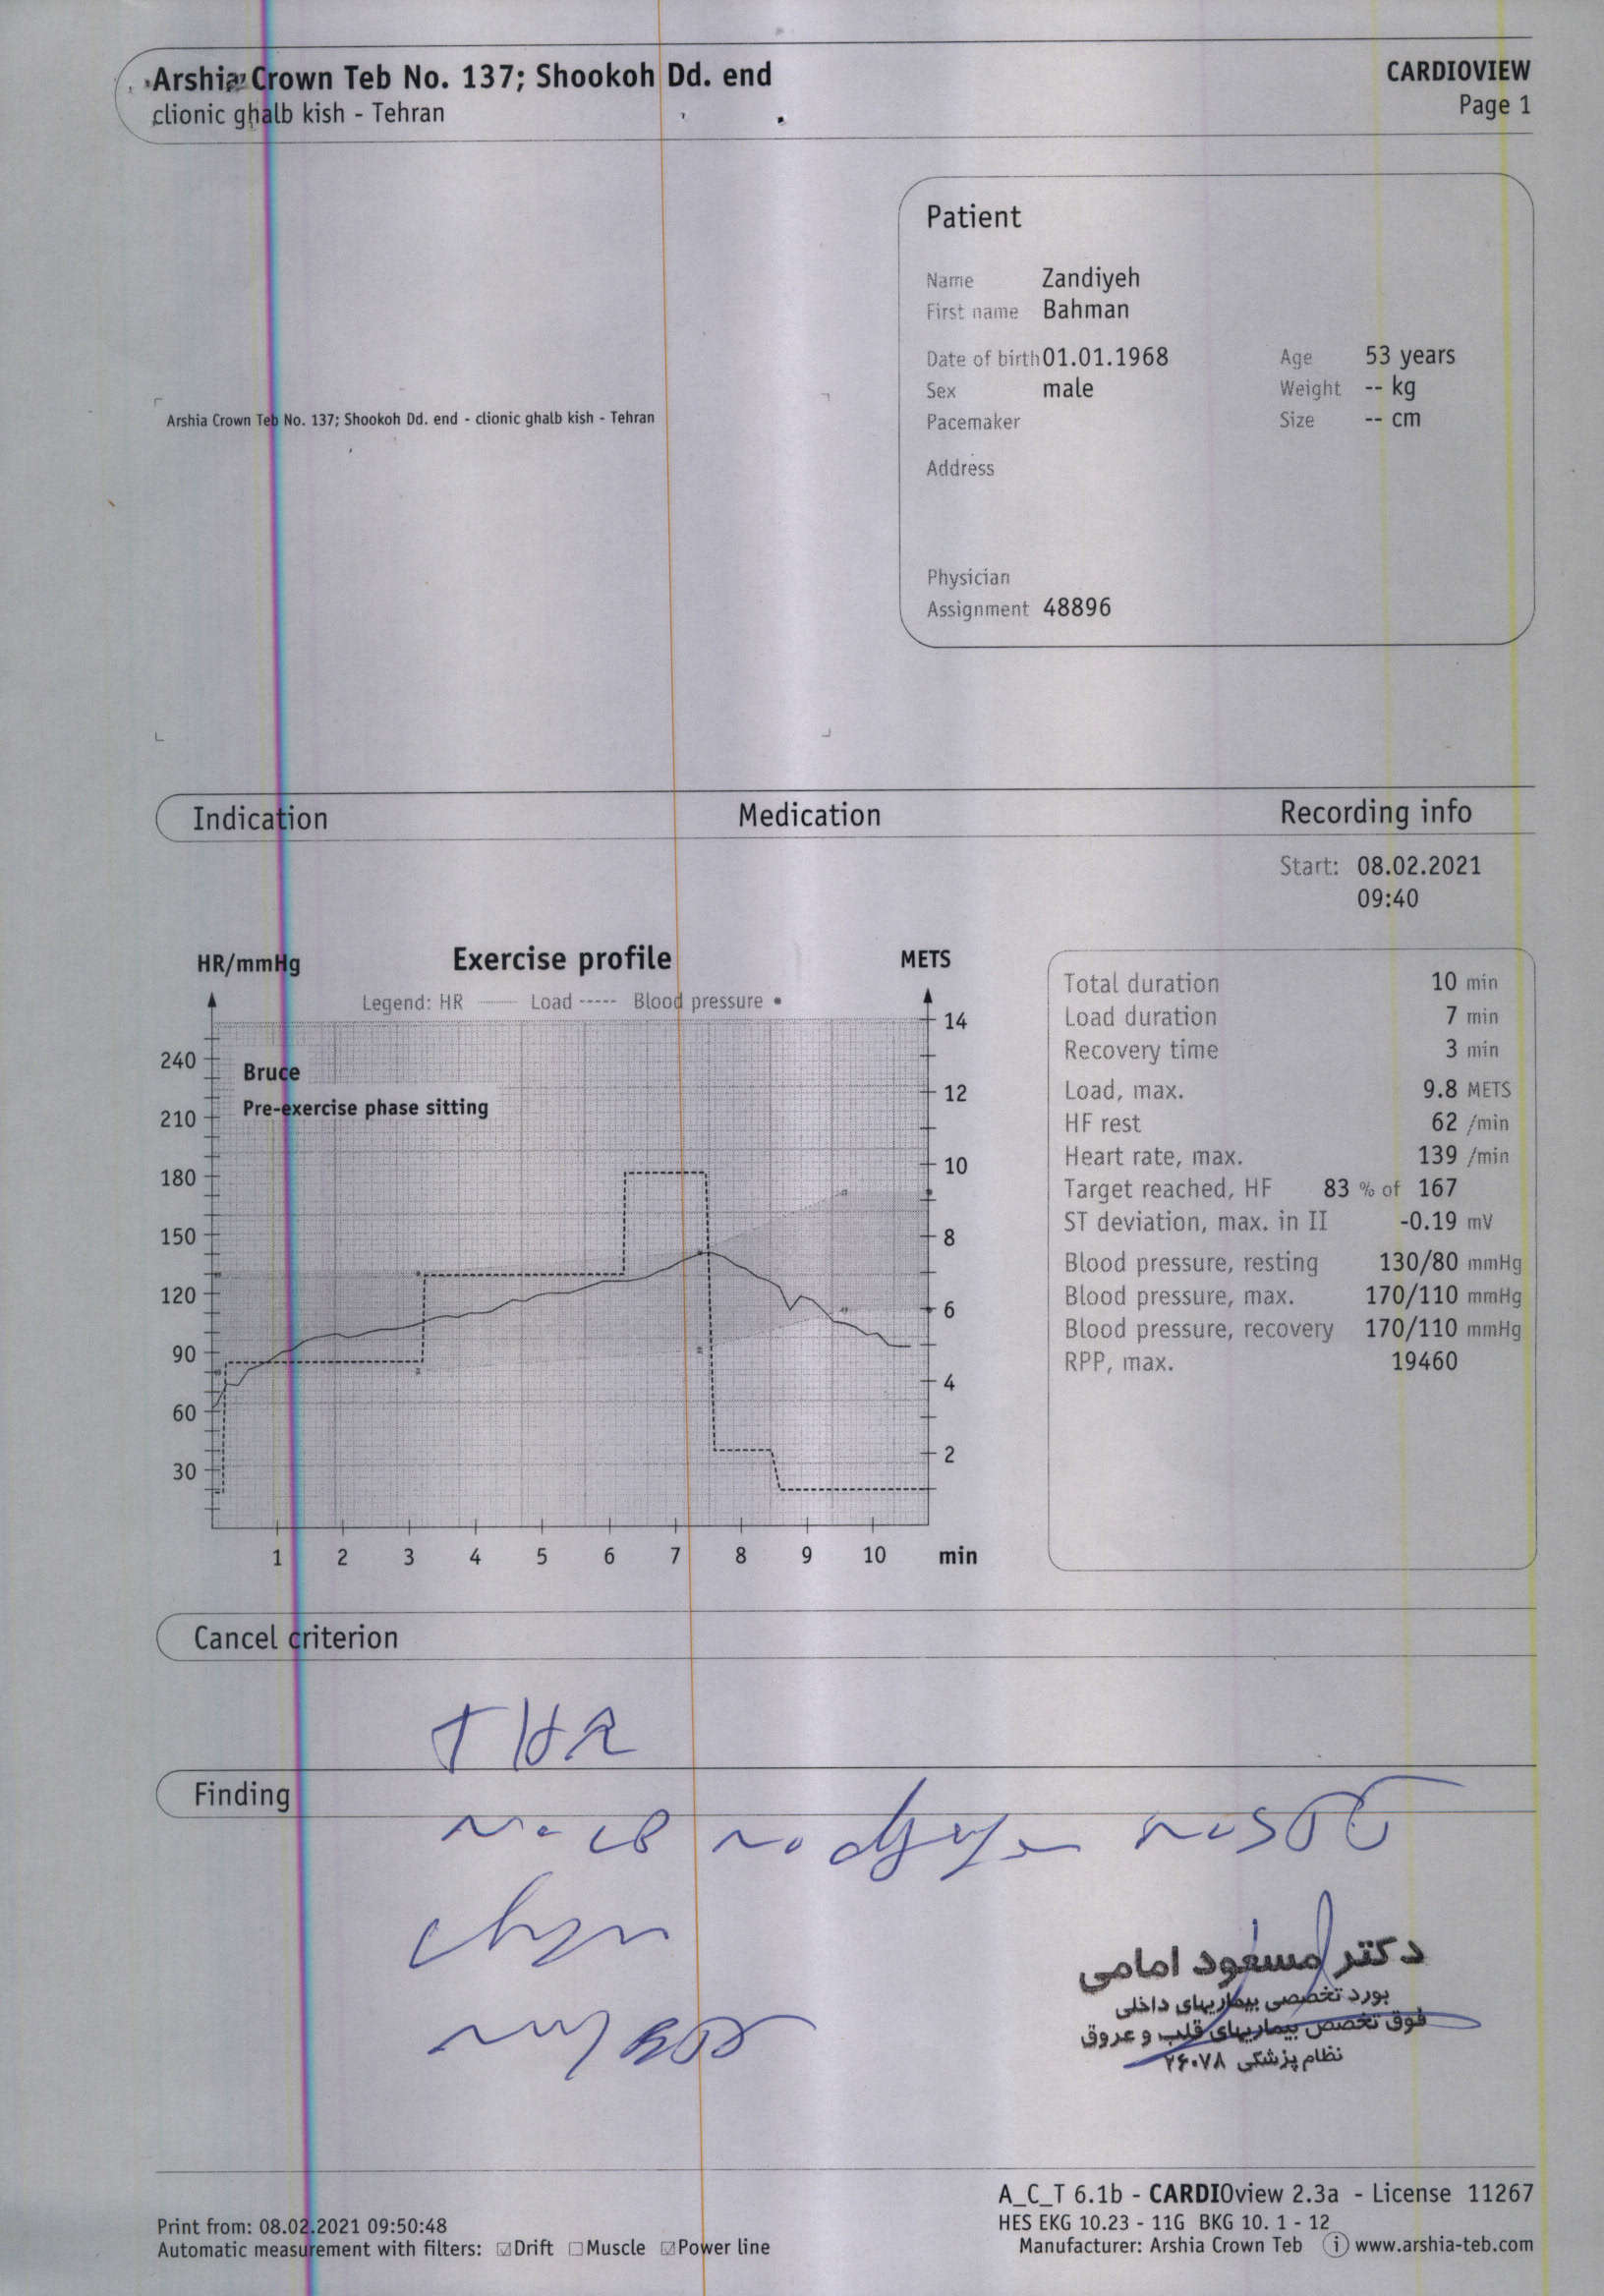 Arshia Crown Teb No. 137; Shookoh Dd. end
clionic ghalb kish - Tehran
CARDIOVIEW
Page 1
Patient
Name Zandiyeh
First name Bahman
Date of birth 01.01.1968 Age 53 years
Sex male Weight -- kg
Pacemaker Size -- cm
Address
Physician
Assignment 48896
Arshia Crown Teb No. 137; Shookoh Dd. end - clionic ghalb kish - Tehran
Indication Medication Recording info
Start: 08.02.2021
09:40
HR/mmHg Exercise profile METS
Legend: HR Load ----- Blood pressure •
Bruce
Pre-exercise phase sitting
240
210
180
150
120
90
60
30
14
12
10
8
6
4
2
1 2 3 4 5 6 7 8 9 10 min
Total duration 10 min
Load duration 7 min
Recovery time 3 min
Load, max. 9.8 METS
HF rest 62 /min
Heart rate, max. 139 /min
Target reached, HF 83 % of 167
ST deviation, max. in II -0.19 mV
Blood pressure, resting 130/80 mmHg
Blood pressure, max. 170/110 mmHg
Blood pressure, recovery 170/110 mmHg
RPP, max. 19460
Cancel criterion
THR
Finding
دکتر مسعود امامی
بورد تخصصی بیماریهای داخلی
فوق تخصص بیماریهای قلب و عروق
نظام پزشکی ۲۶۰۷۸
Print from: 08.02.2021 09:50:48
Automatic measurement with filters: ☑Drift ☐Muscle ☑Power line
A_C_T 6.1b - CARDIOview 2.3a - License 11267
HES EKG 10.23 - 11G BKG 10. 1 - 12
Manufacturer: Arshia Crown Teb ⓘ www.arshia-teb.com